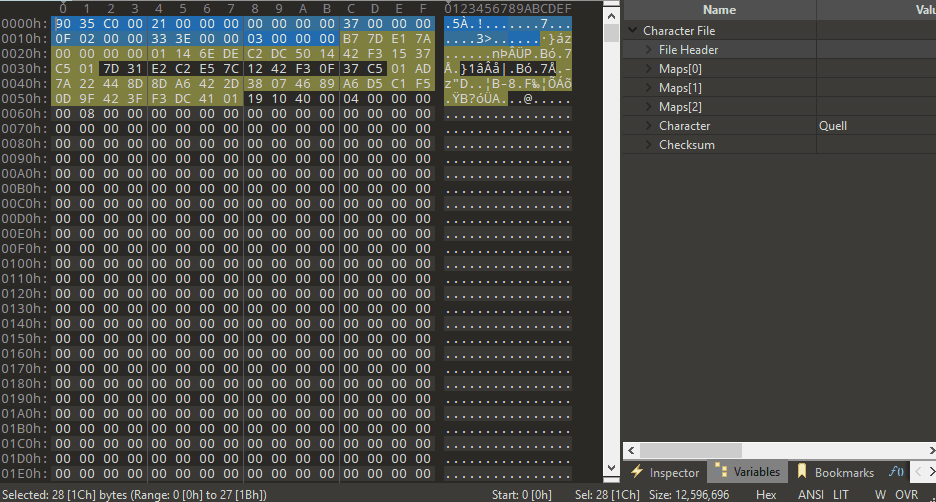 0 1 2 3 4 5 6 7 8 9 A B C D E F 0123456789ABCDEF
0000h: 90 35 C0 00 21 00 00 00 00 00 00 00 37 00 00 00 .5À.!.......7...
0010h: 0F 02 00 00 33 3E 00 00 03 00 00 00 B7 7D E1 7A ....3>......·}áz
0020h: 00 00 00 00 01 14 6E DE C2 DC 50 14 42 F3 15 37 ......nÞÂÜP.Bó.7
0030h: C5 01 7D 31 E2 C2 E5 7C 12 42 F3 0F 37 C5 01 AD Å.}1âÂå|.Bó.7Å.-
0040h: 7A 22 44 8D 8D A6 42 2D 38 07 46 89 A6 D5 C1 F5 z"D..¦B-8.F‰¦ÕÁõ
0050h: 0D 9F 42 3F F3 DC 41 01 19 10 40 00 04 00 00 00 .ŸB?óÜA...@.....
0060h: 00 08 00 00 00 00 00 00 00 00 00 00 00 00 00 00 ................
0070h: 00 00 00 00 00 00 00 00 00 00 00 00 00 00 00 00 ................
0080h: 00 00 00 00 00 00 00 00 00 00 00 00 00 00 00 00 ................
0090h: 00 00 00 00 00 00 00 00 00 00 00 00 00 00 00 00 ................
00A0h: 00 00 00 00 00 00 00 00 00 00 00 00 00 00 00 00 ................
00B0h: 00 00 00 00 00 00 00 00 00 00 00 00 00 00 00 00 ................
00C0h: 00 00 00 00 00 00 00 00 00 00 00 00 00 00 00 00 ................
00D0h: 00 00 00 00 00 00 00 00 00 00 00 00 00 00 00 00 ................
00E0h: 00 00 00 00 00 00 00 00 00 00 00 00 00 00 00 00 ................
00F0h: 00 00 00 00 00 00 00 00 00 00 00 00 00 00 00 00 ................
0100h: 00 00 00 00 00 00 00 00 00 00 00 00 00 00 00 00 ................
0110h: 00 00 00 00 00 00 00 00 00 00 00 00 00 00 00 00 ................
0120h: 00 00 00 00 00 00 00 00 00 00 00 00 00 00 00 00 ................
0130h: 00 00 00 00 00 00 00 00 00 00 00 00 00 00 00 00 ................
0140h: 00 00 00 00 00 00 00 00 00 00 00 00 00 00 00 00 ................
0150h: 00 00 00 00 00 00 00 00 00 00 00 00 00 00 00 00 ................
0160h: 00 00 00 00 00 00 00 00 00 00 00 00 00 00 00 00 ................
0170h: 00 00 00 00 00 00 00 00 00 00 00 00 00 00 00 00 ................
0180h: 00 00 00 00 00 00 00 00 00 00 00 00 00 00 00 00 ................
0190h: 00 00 00 00 00 00 00 00 00 00 00 00 00 00 00 00 ................
01A0h: 00 00 00 00 00 00 00 00 00 00 00 00 00 00 00 00 ................
01B0h: 00 00 00 00 00 00 00 00 00 00 00 00 00 00 00 00 ................
01C0h: 00 00 00 00 00 00 00 00 00 00 00 00 00 00 00 00 ................
01D0h: 00 00 00 00 00 00 00 00 00 00 00 00 00 00 00 00 ................
01E0h: 00 00 00 00 00 00 00 00 00 00 00 00 00 00 00 00 ................
Name Valu
Character File
File Header
Maps[0]
Maps[1]
Maps[2]
Character Quell
Checksum
Inspector Variables Bookmarks f()
Selected: 28 [1Ch] bytes (Range: 0 [0h] to 27 [1Bh]) Start: 0 [0h] Sel: 28 [1Ch] Size: 12,596,696 Hex ANSI LIT W OVR